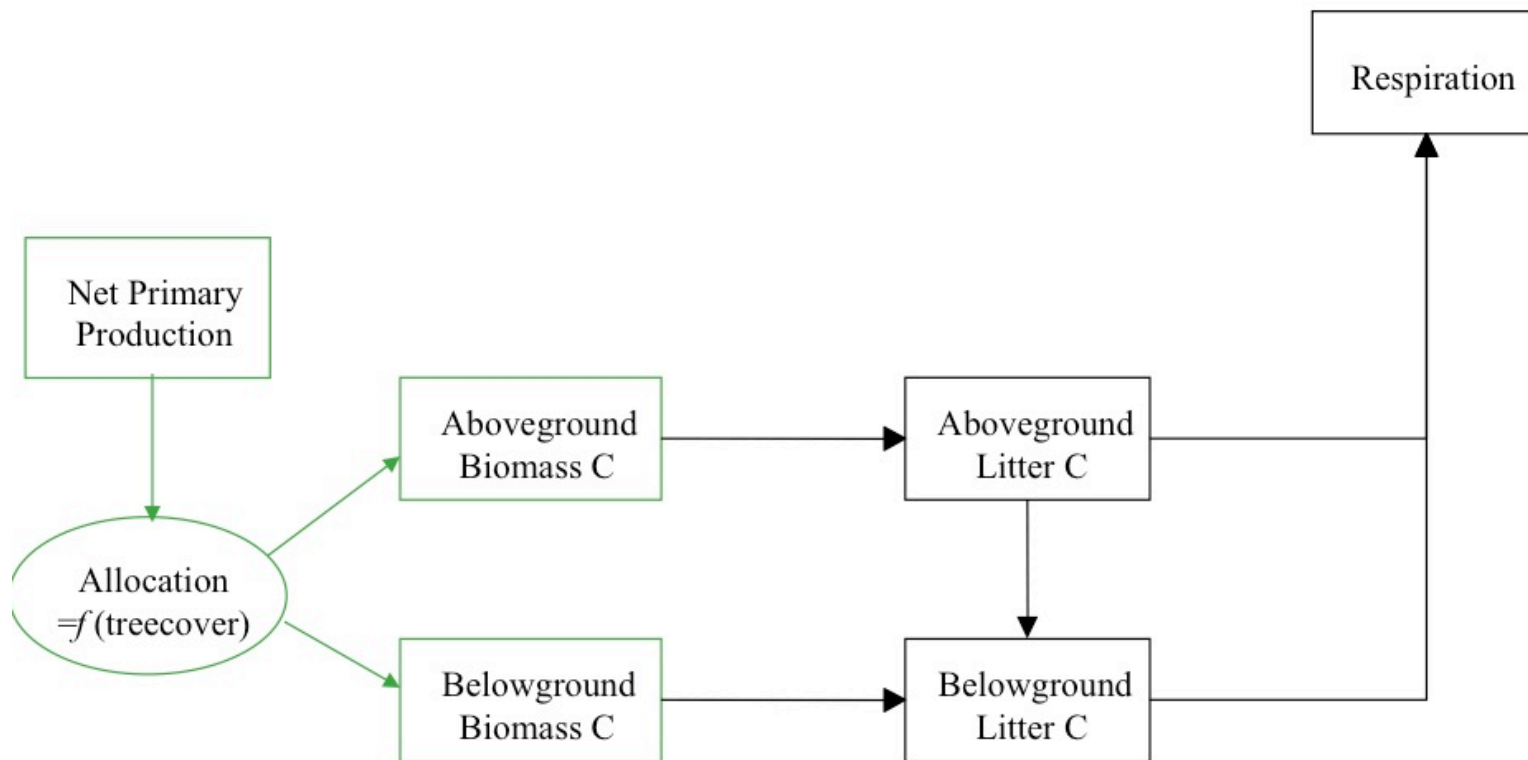 Respiration
Net Primary
Production
Aboveground
Biomass C
Aboveground
Litter C
Allocation
=f (treecover)
Belowground
Biomass C
Belowground
Litter C